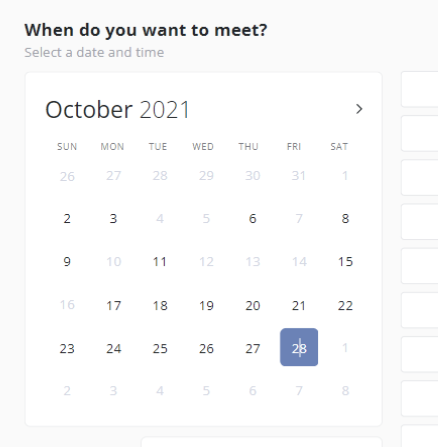 When do you want to meet?
Select a date and time
October 2021
SUN MON TUE WED THU FRI SAT
26 27 28 29 30 31 1
2 3 4 5 6 7 8
9 10 11 12 13 14 15
16 17 18 19 20 21 22
23 24 25 26 27 28 1
2 3 4 5 6 7 8